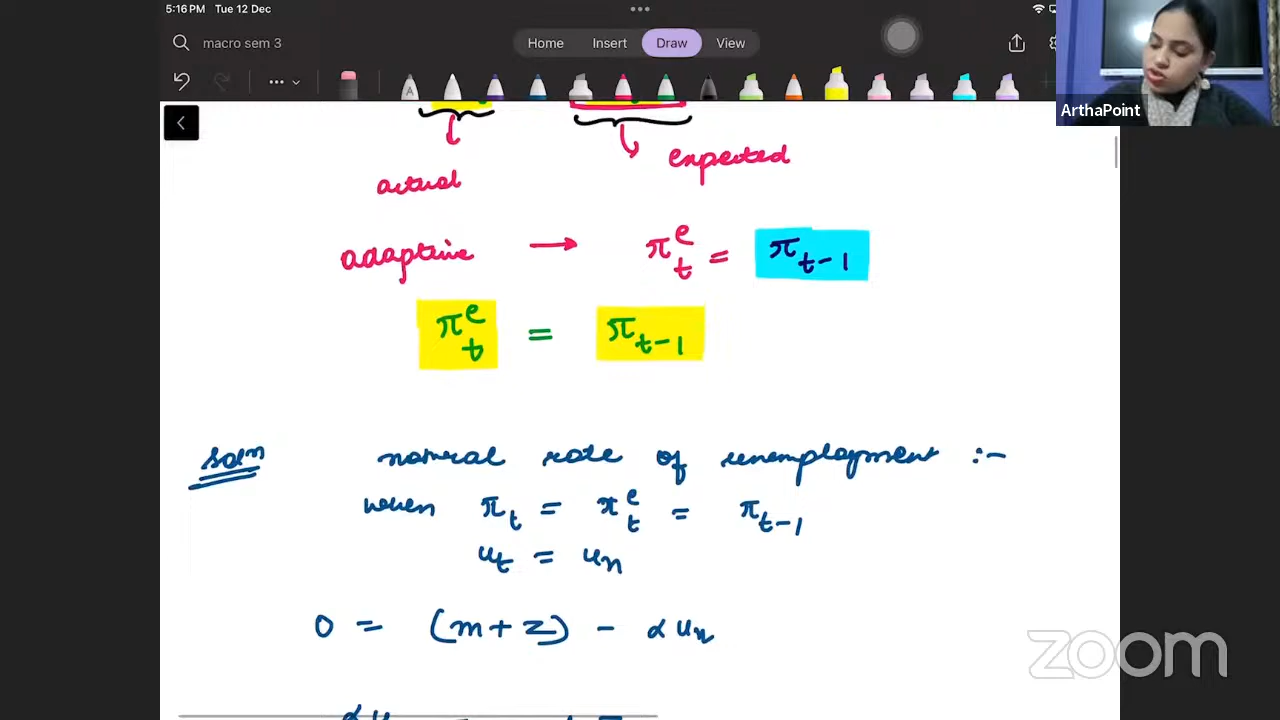 5:16 PM Tue 12 Dec
macro sem 3
Home Insert Draw View
ArthaPoint
actual
expected
adaptive → π^e_t = π_{t-1}
π^e_t = π_{t-1}
sol^n natural rate of unemployment :-
when π_t = π^e_t = π_{t-1}
u_t = u_n
0 = (m+z) - αu_n
zoom